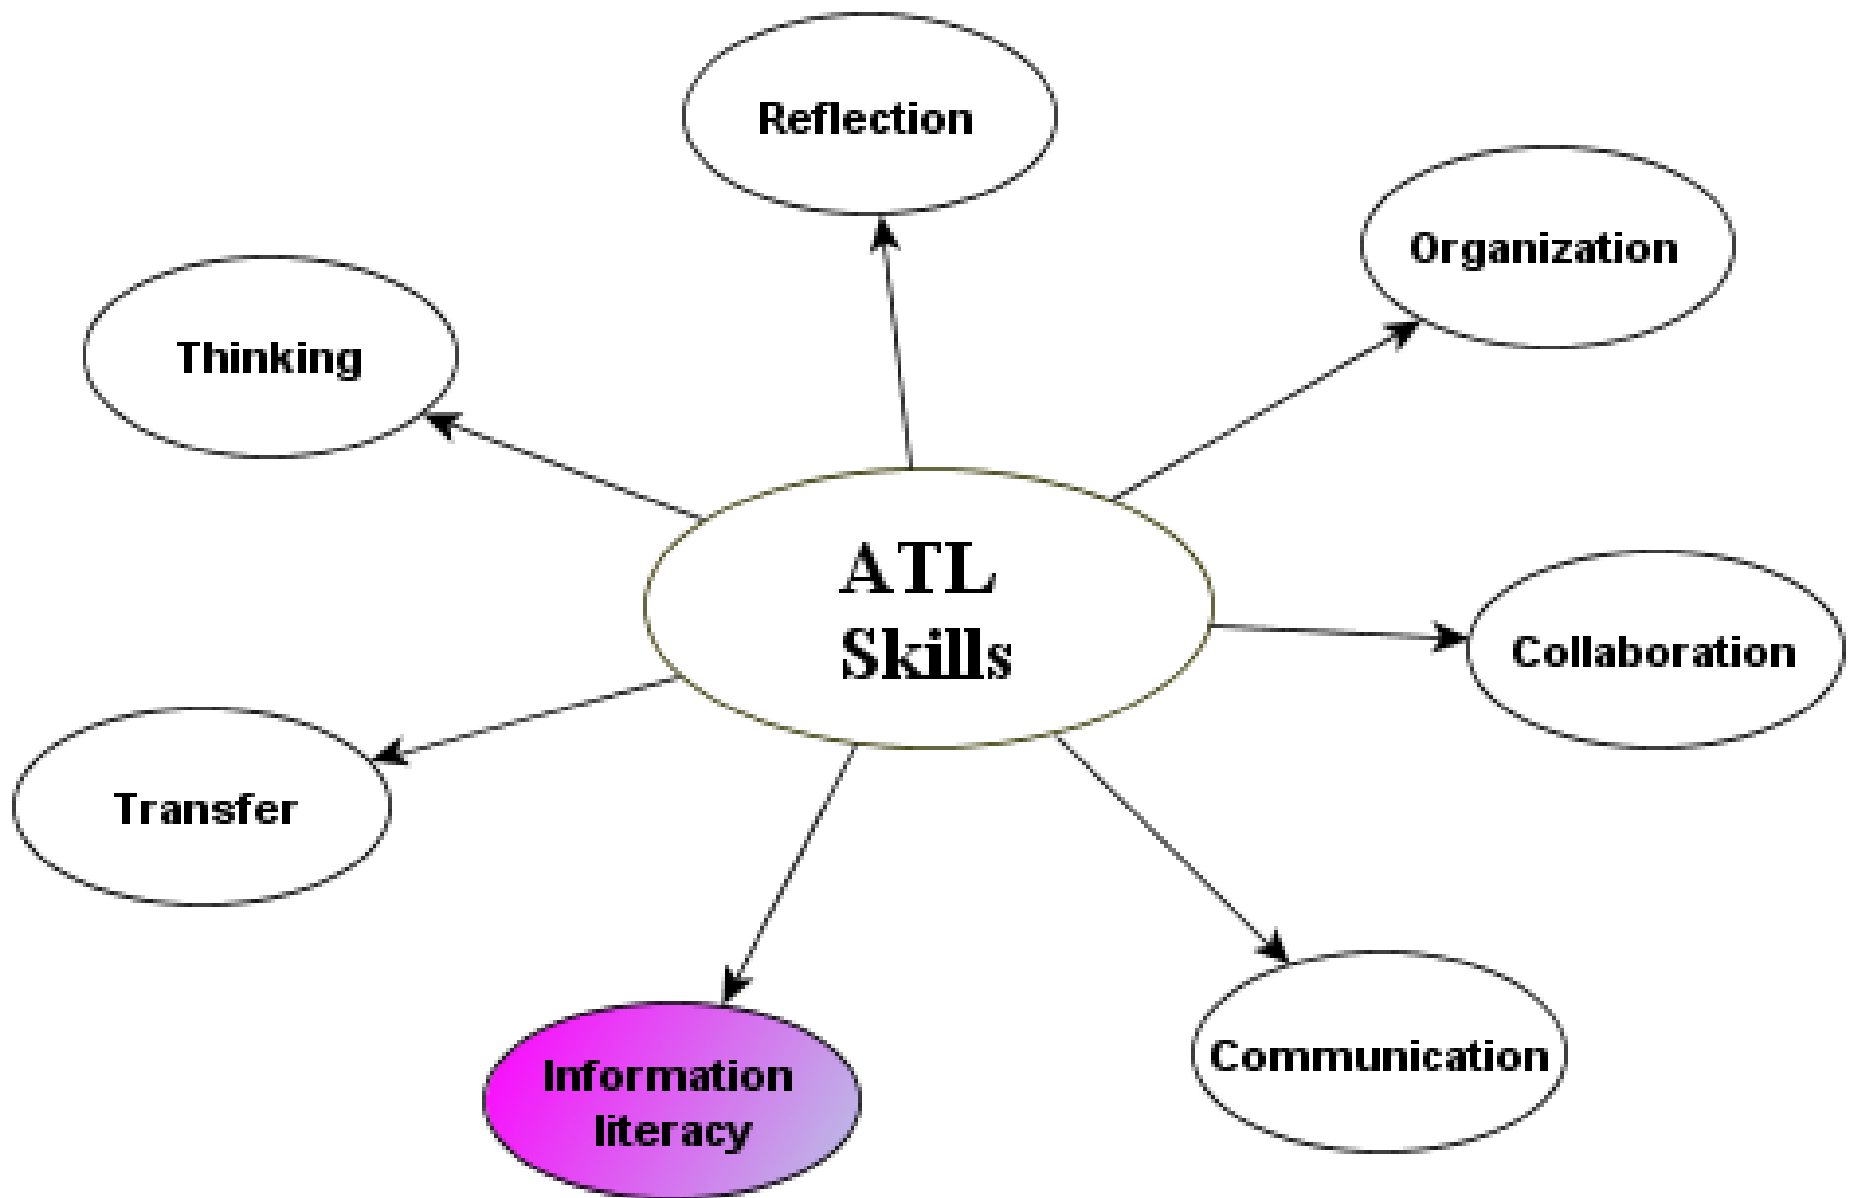 Reflection
Organization
Thinking
ATL
Skills
Collaboration
Transfer
Information
literacy
Communication